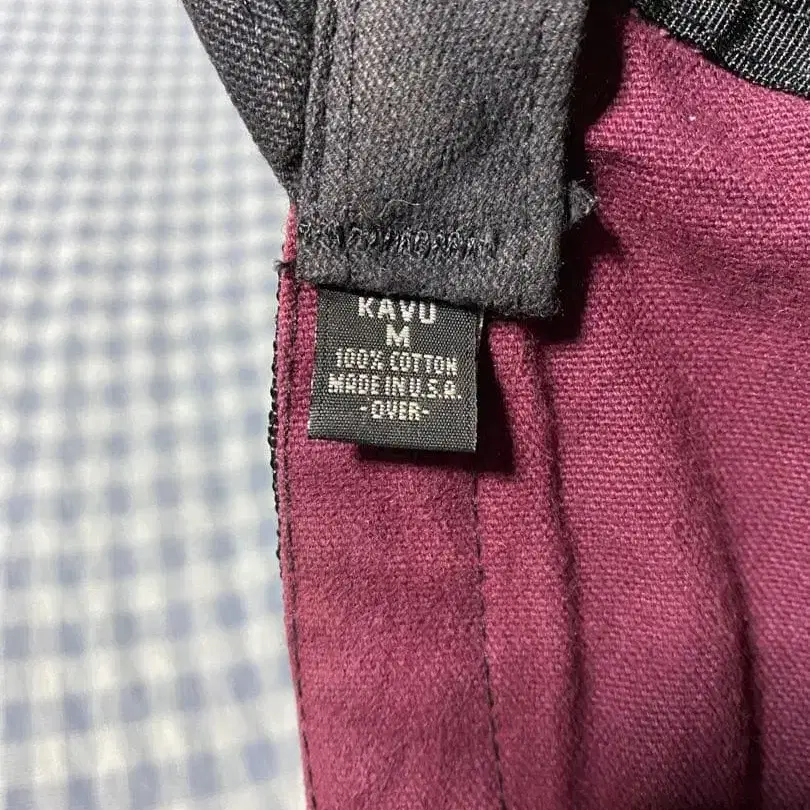 KAVU
M
100% COTTON
MADE IN U.S.A.
-OVER-